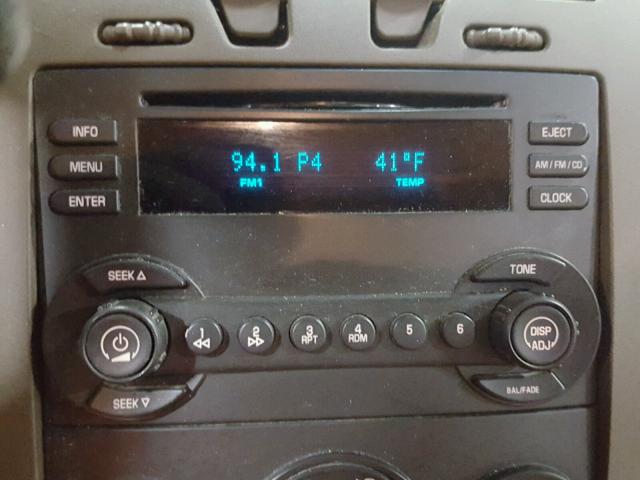 INFO
MENU
ENTER
94.1 P4 41°F
FM1 TEMP
EJECT
AM / FM / CD
CLOCK
SEEK △
TONE
1
2
3 RPT
4 RDM
5
6
DISP ADJ
SEEK ▽
BAL/FADE